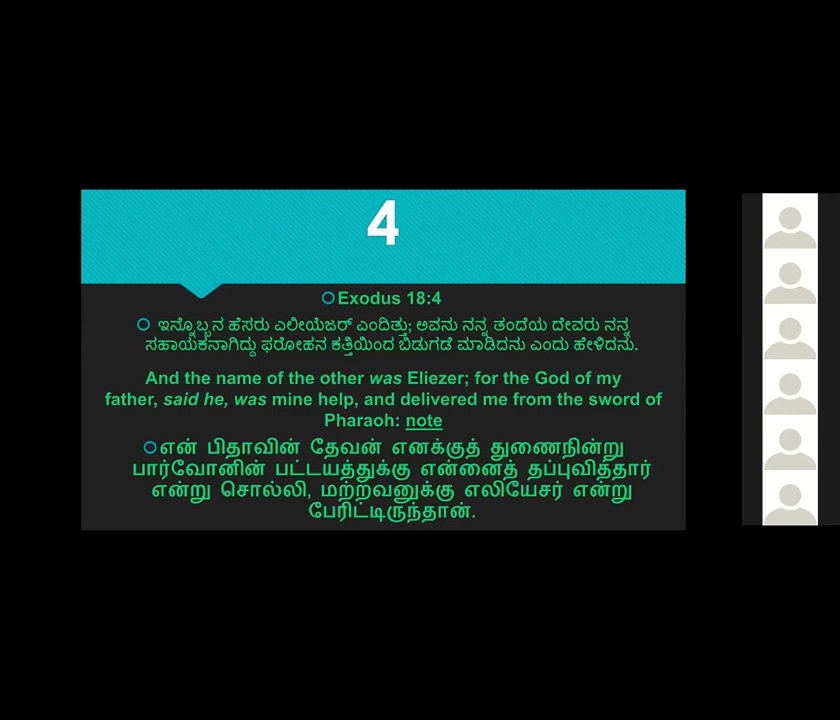 4
Exodus 18:4
ಇನ್ನೊಬ್ಬನ ಹೆಸರು ಎಲೀಯೆಜರ್ ಎಂದಿತ್ತು; ಅವನು ನನ್ನ ತಂದೆಯ ದೇವರು ನನ್ನ
ಸಹಾಯಕನಾಗಿದ್ದು ಫರೋಹನ ಕತ್ತಿಯಿಂದ ಬಿಡುಗಡೆ ಮಾಡಿದನು ಎಂದು ಹೇಳಿದನು.
And the name of the other was Eliezer; for the God of my
father, said he, was mine help, and delivered me from the sword of
Pharaoh: note
என் பிதாவின் தேவன் எனக்குத் துணைநின்று
பார்வோனின் பட்டயத்துக்கு என்னைத் தப்புவித்தார்
என்று சொல்லி, மற்றவனுக்கு எலியேசர் என்று
பேரிட்டிருந்தான்.